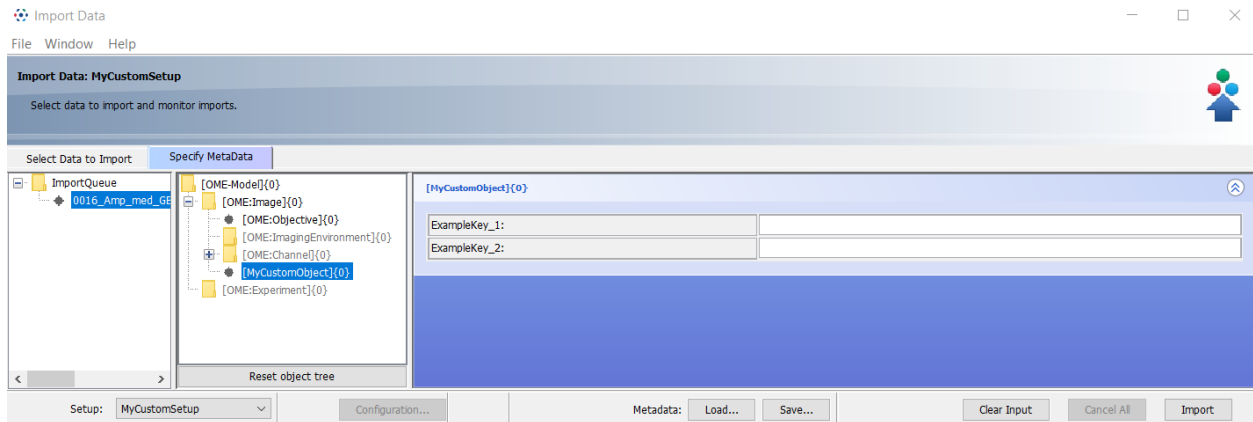 Import Data
File Window Help
Import Data: MyCustomSetup
Select data to import and monitor imports.
Select Data to Import
Specify MetaData
ImportQueue
0016_Amp_med_GE
[OME-Model]{0}
[OME:Image]{0}
[OME:Objective]{0}
[OME:ImagingEnvironment]{0}
[OME:Channel]{0}
[MyCustomObject]{0}
[OME:Experiment]{0}
Reset object tree
[MyCustomObject]{0}
ExampleKey_1:
ExampleKey_2:
Setup: MyCustomSetup Configuration... Metadata: Load... Save... Clear Input Cancel All Import